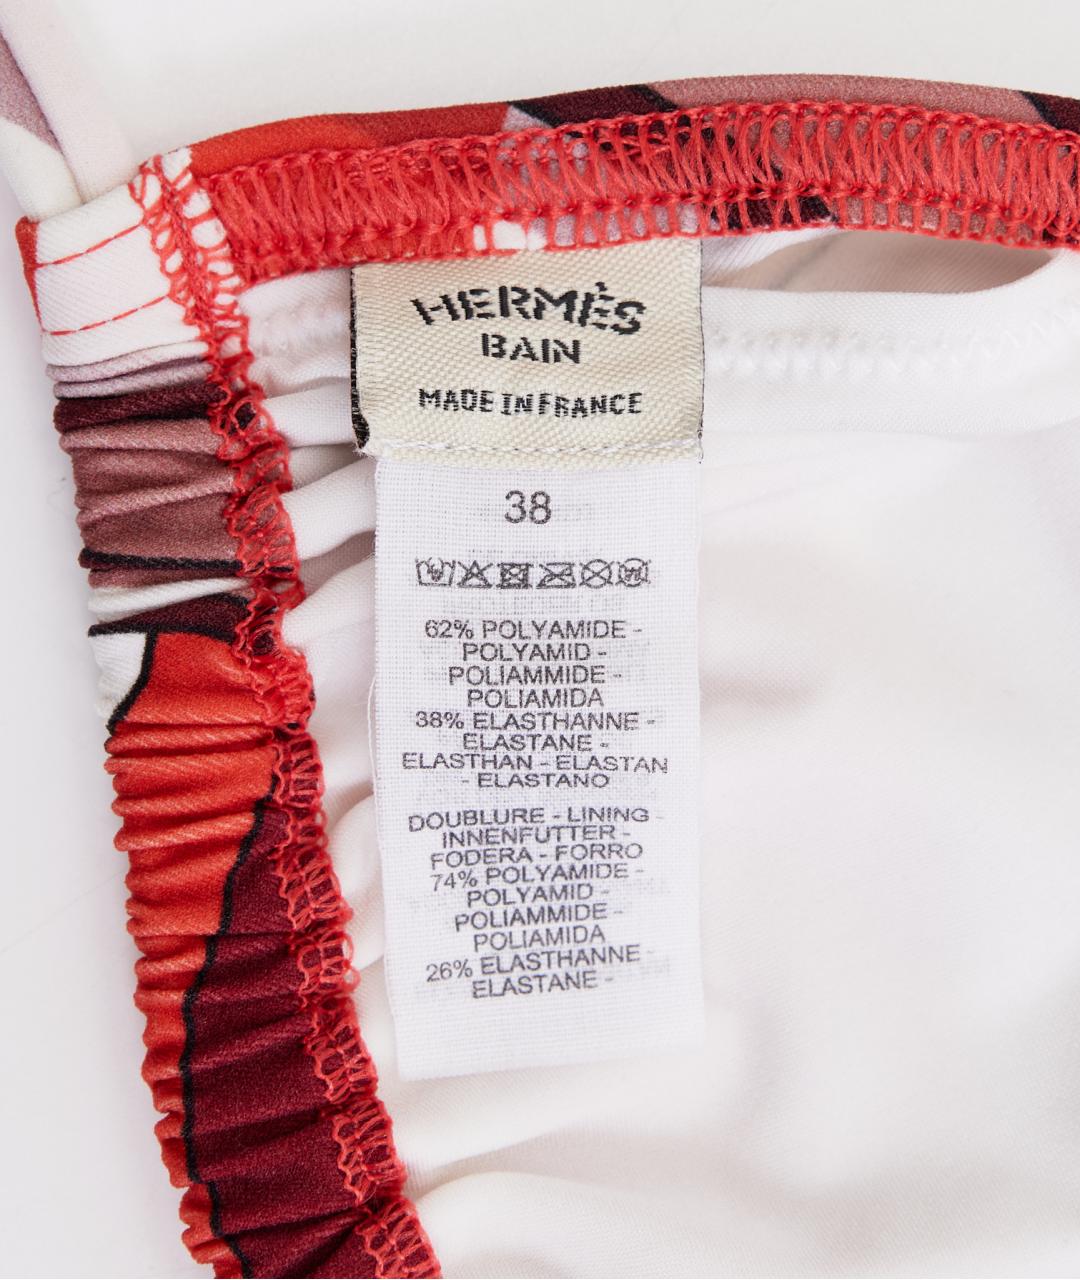 HERMÈS
BAIN
MADE IN FRANCE
38
62% POLYAMIDE -
POLYAMID -
POLIAMMIDE -
POLIAMIDA
38% ELASTHANNE -
ELASTANE -
ELASTHAN - ELASTAN
- ELASTANO
DOUBLURE - LINING -
INNENFUTTER -
FODERA - FORRO
74% POLYAMIDE -
POLYAMID -
POLIAMMIDE -
POLIAMIDA
26% ELASTHANNE -
ELASTANE -